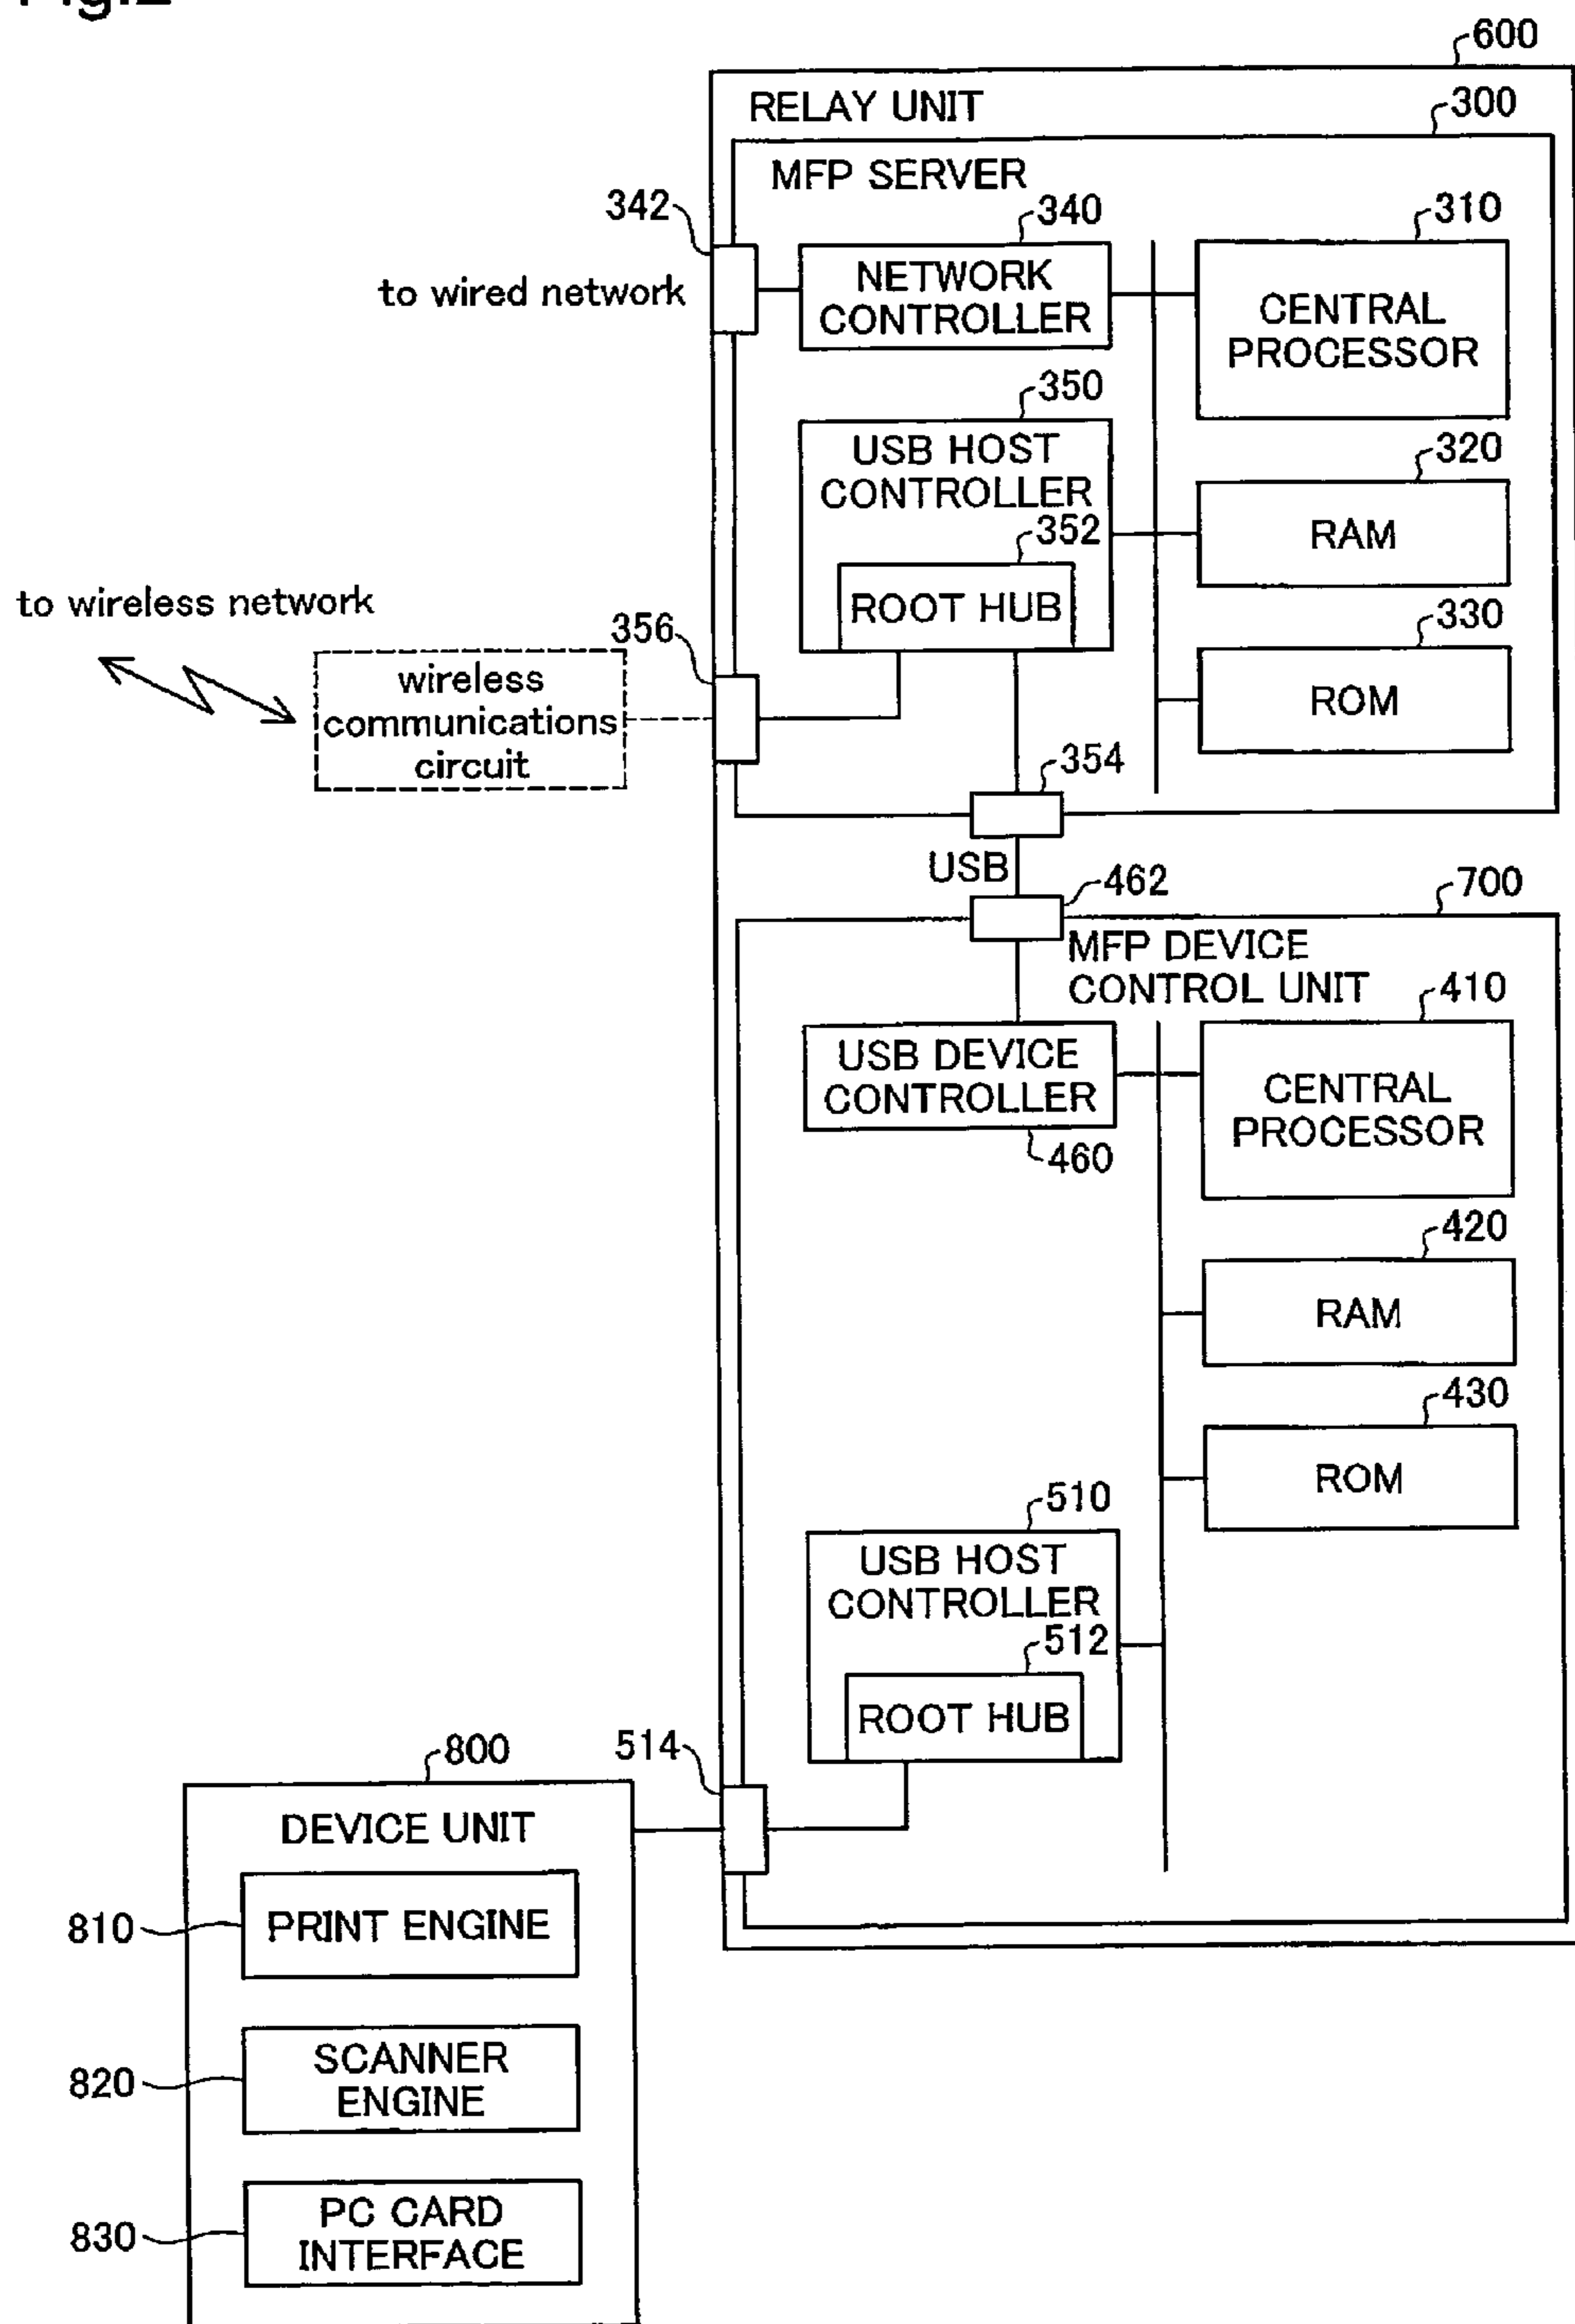 Fig.2
600
RELAY UNIT
300
MFP SERVER
342
340
310
to wired network
NETWORK
CONTROLLER
CENTRAL
PROCESSOR
350
USB HOST
CONTROLLER
320
352
RAM
to wireless network
ROOT HUB
356
330
wireless
communications
circuit
ROM
354
USB
462
700
MFP DEVICE
CONTROL UNIT
410
USB DEVICE
CONTROLLER
CENTRAL
PROCESSOR
460
420
RAM
430
ROM
510
USB HOST
CONTROLLER
512
ROOT HUB
514
800
DEVICE UNIT
810
PRINT ENGINE
820
SCANNER
ENGINE
830
PC CARD
INTERFACE